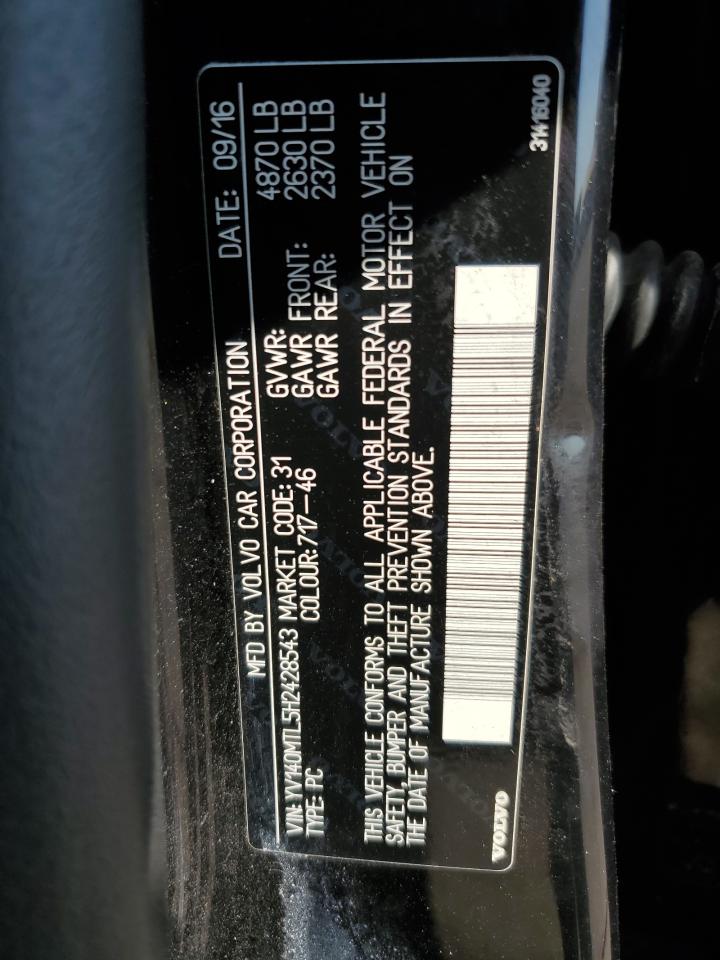 MFD BY VOLVO CAR CORPORATION DATE: 09/16
VIN: YV140MTL5H2428543 MARKET CODE: 31 GVWR: 4870 LB
TYPE: PC COLOUR: 717-46 GAWR FRONT: 2630 LB
GAWR REAR: 2370 LB
THIS VEHICLE CONFORMS TO ALL APPLICABLE FEDERAL MOTOR VEHICLE
SAFETY, BUMPER AND THEFT PREVENTION STANDARDS IN EFFECT ON
THE DATE OF MANUFACTURE SHOWN ABOVE.
VOLVO 31416040